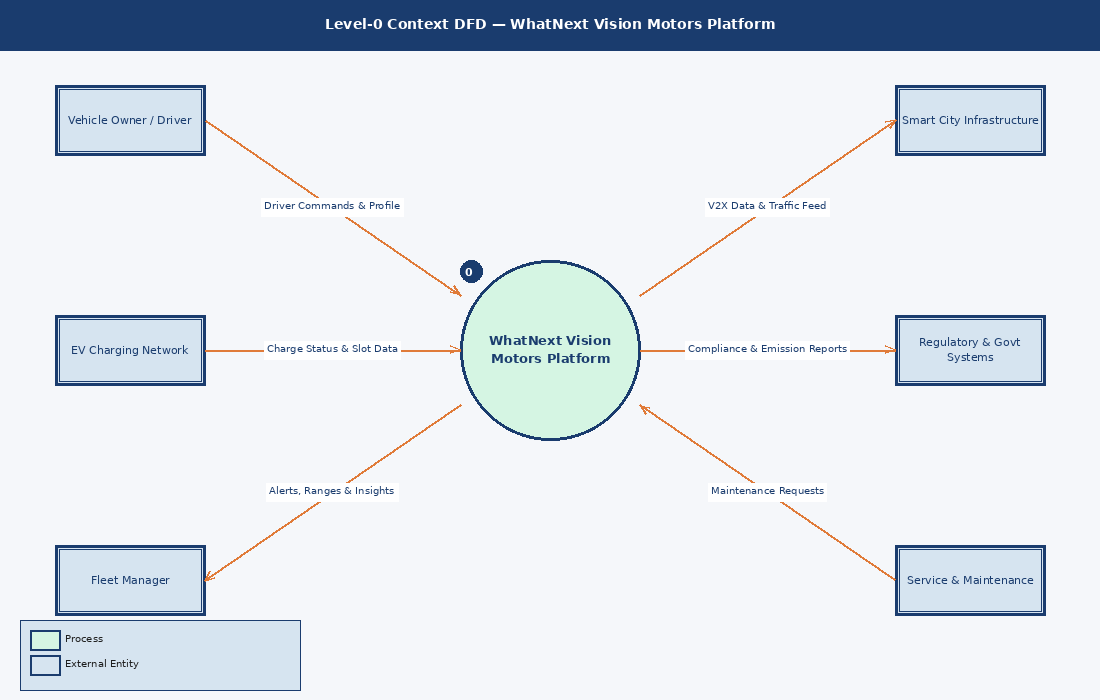 Level-0 Context DFD — WhatNext Vision Motors Platform
Vehicle Owner / Driver
Smart City Infrastructure
Driver Commands & Profile
V2X Data & Traffic Feed
0
EV Charging Network
Charge Status & Slot Data
WhatNext Vision
Motors Platform
Compliance & Emission Reports
Regulatory & Govt
Systems
Alerts, Ranges & Insights
Maintenance Requests
Fleet Manager
Service & Maintenance
Process
External Entity